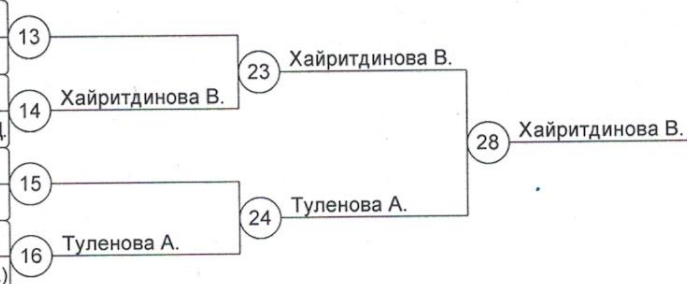 13
Хайритдинова В.
23
14
Хайритдинова В.
Д.
28
Хайритдинова В.
15
24
Туленова А.
16
Туленова А.
)